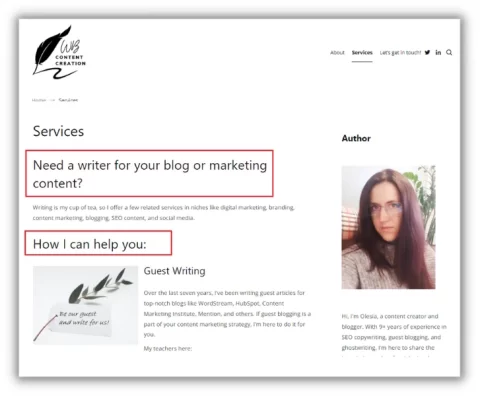 WB
CONTENT
CREATION
About Services Let's get in touch!
Home Services
Services
Need a writer for your blog or marketing
content?
Writing is my cup of tea, so I offer a few related services in niches like digital marketing, branding,
content marketing, blogging, SEO content, and social media.
How I can help you:
Be our guest
and write for us!
Guest Writing
Over the last seven years, I've been writing guest articles for
top-notch blogs like WordStream, HubSpot, Content
Marketing Institute, Mention, and others. If guest blogging is a
part of your content marketing strategy, I'm here to do it for
you.
My teachers here:
Author
Hi, I'm Olesia, a content creator and
blogger. With 9+ years of experience in
SEO copywriting, guest blogging, and
ghostwriting, I'm here to share the